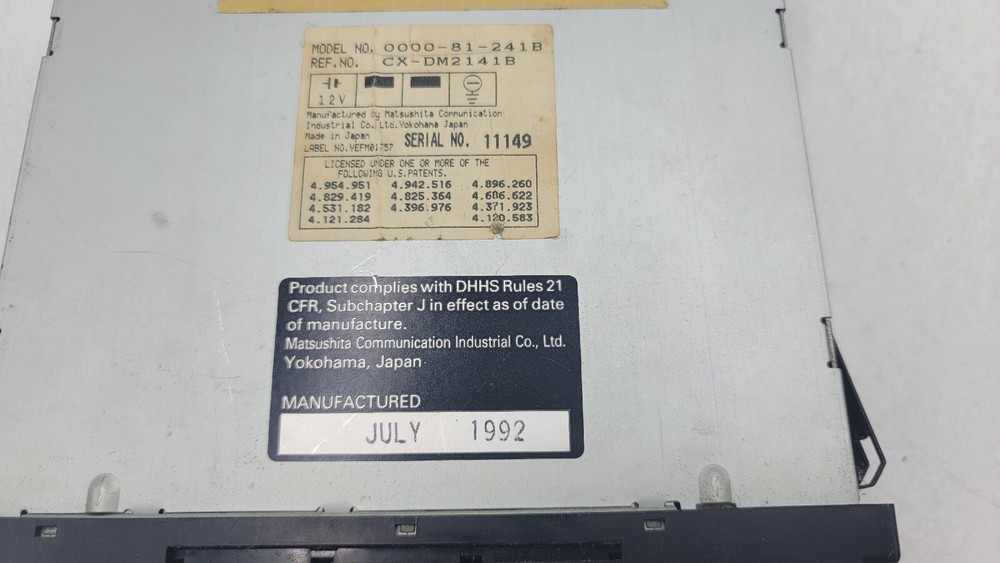 MODEL NO. 0000-81-241B
REF.NO. CX-DM2141B
12V
Manufactured by Matsushita Communication
Industrial Co., Ltd. Yokohama Japan
Made in Japan
LABEL NO. YEFM01757 SERIAL NO. 11149
LICENSED UNDER ONE OR MORE OF THE
FOLLOWING U.S.PATENTS.
4.954.951 4.942.516 4.896.260
4.829.419 4.825.364 4.686.622
4.531.182 4.396.976 4.371.923
4.121.284 4.120.583
Product complies with DHHS Rules 21
CFR, Subchapter J in effect as of date
of manufacture.
Matsushita Communication Industrial Co., Ltd.
Yokohama, Japan
MANUFACTURED
JULY 1992